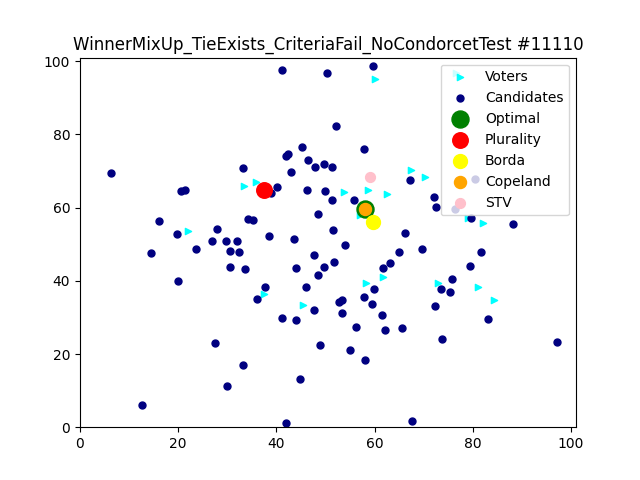 WinnerMixUp_TieExists_CriteriaFail_NoCondorcetTest #11110
100
80
60
40
20
0
0
20
40
60
80
100
Voters
Candidates
Optimal
Plurality
Borda
Copeland
STV